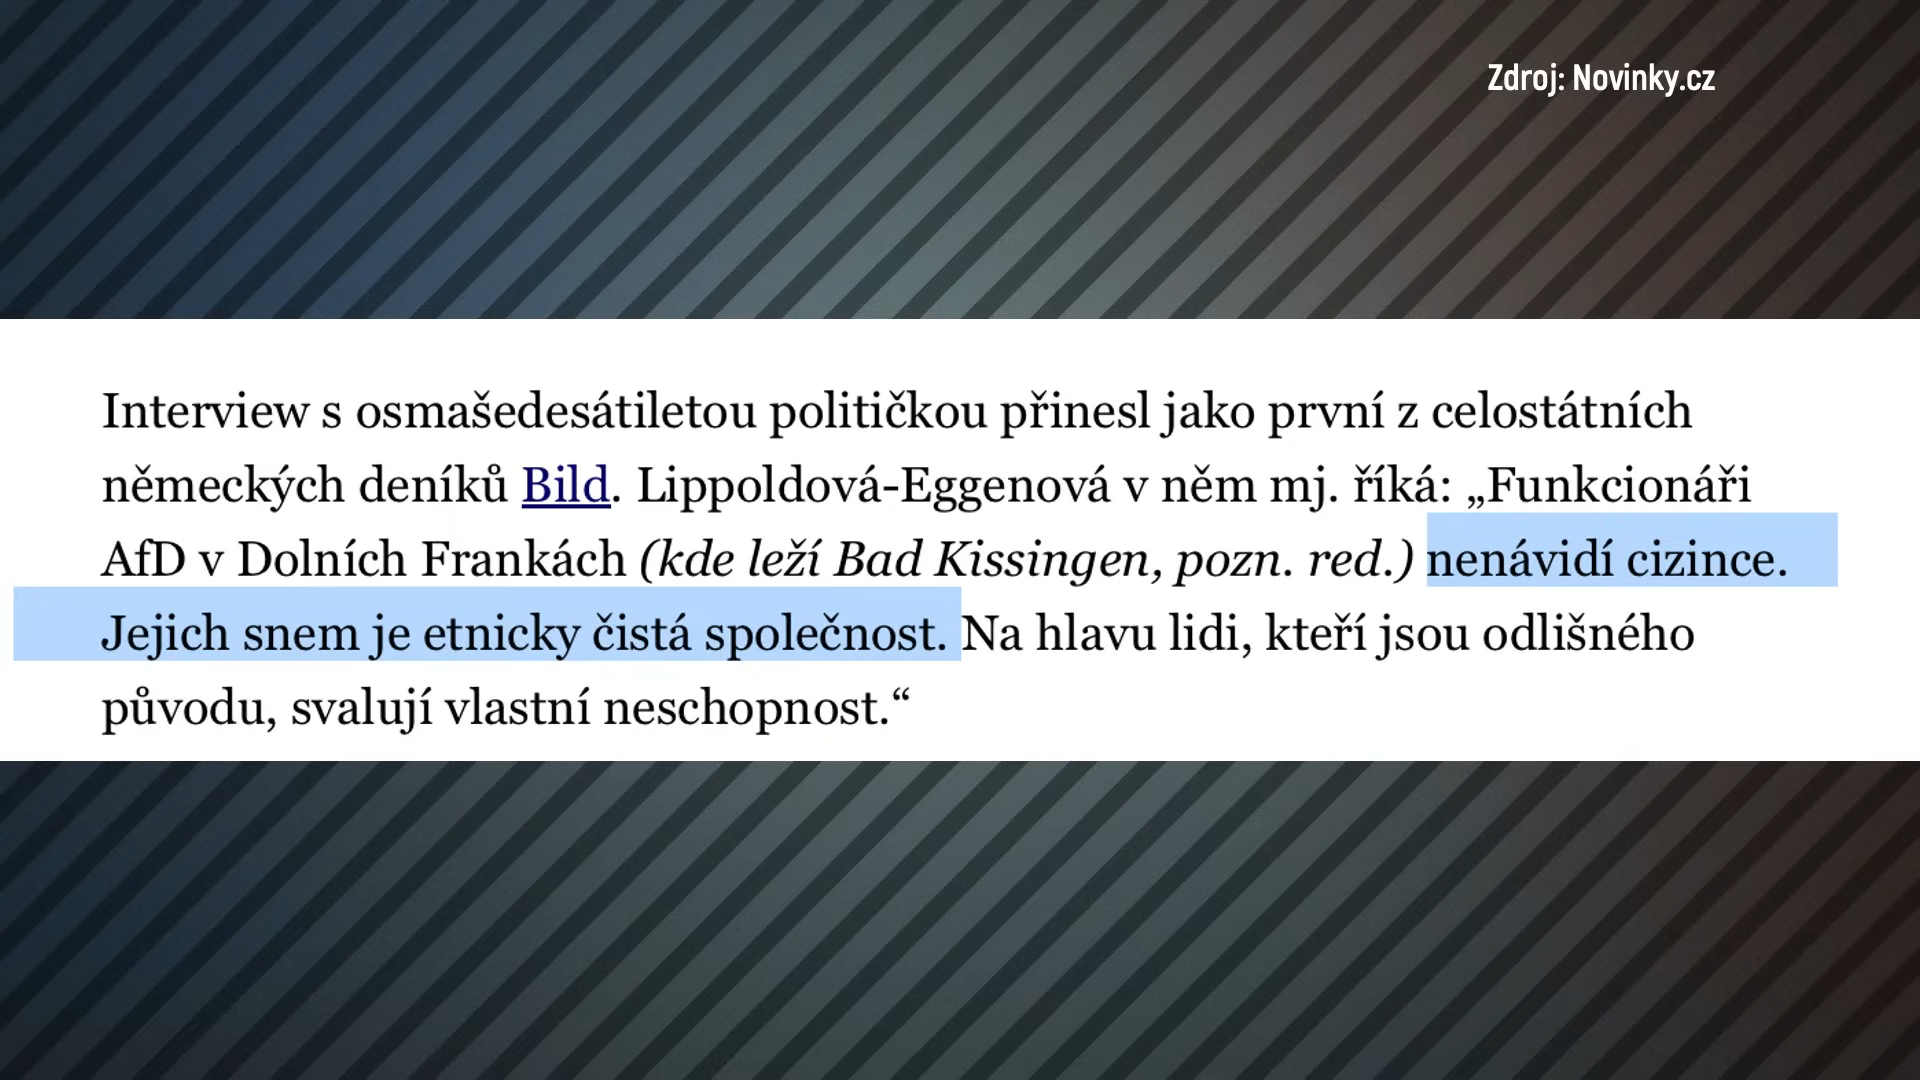 Zdroj: Novinky.cz
Interview s osmašedesátiletou političkou přinesl jako první z celostátních
německých deníků Bild. Lippoldová-Eggenová v něm mj. říká: „Funkcionáři
AfD v Dolních Frankách (kde leží Bad Kissingen, pozn. red.) nenávidí cizince.
Jejich snem je etnicky čistá společnost. Na hlavu lidi, kteří jsou odlišného
původu, svalují vlastní neschopnost.“